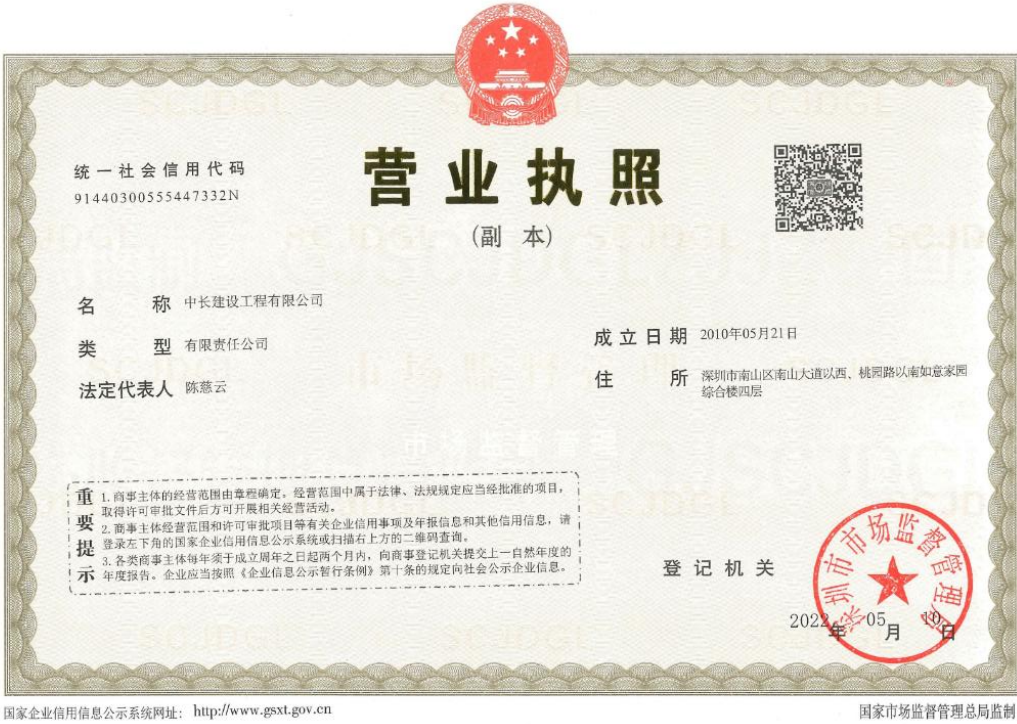 统一社会信用代码
91440300555447332N
营业执照
(副 本)
名 称 中长建设工程有限公司
类 型 有限责任公司
法定代表人 陈慈云
成立日期 2010年05月21日
住 所 深圳市南山区南山大道以西、桃园路以南如意家园
综合楼四层
重要提示
1. 商事主体的经营范围由章程确定。经营范围中属于法律、法规规定应当经批准的项目，
取得许可审批文件后方可开展相关经营活动。
2. 商事主体经营范围和许可审批项目等有关企业信用事项及年报信息和其他信用信息，请
登录左下角的国家企业信用信息公示系统或扫描右上方的二维码查询。
3. 各类商事主体每年须于成立周年之日起两个月内，向商事登记机关提交上一自然年度的
年度报告。企业应当按照《企业信息公示暂行条例》第十条的规定向社会公示企业信息。
登记机关
深圳市市场监督管理局
2022年05月10日
国家企业信用信息公示系统网址： http://www.gsxt.gov.cn
国家市场监督管理总局监制